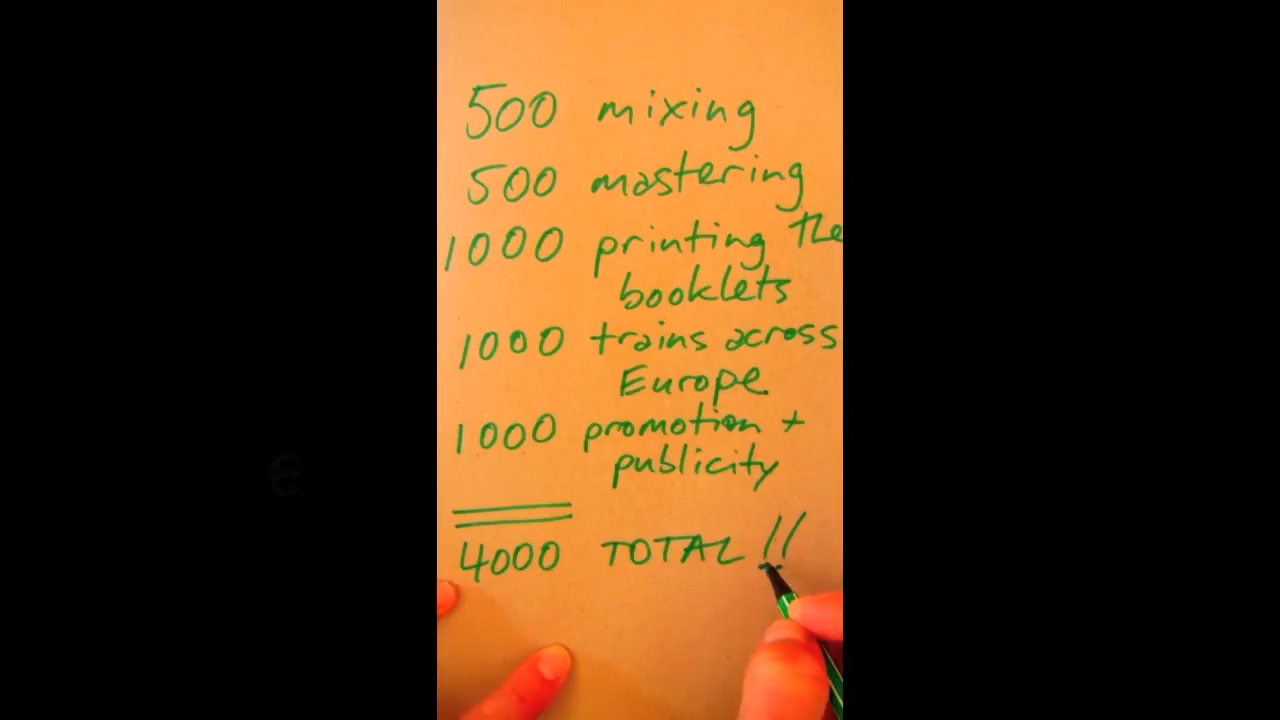 500 mixing
500 mastering
1000 printing the
booklets
1000 trains across
Europe
1000 promotion +
publicity
4000 TOTAL!!